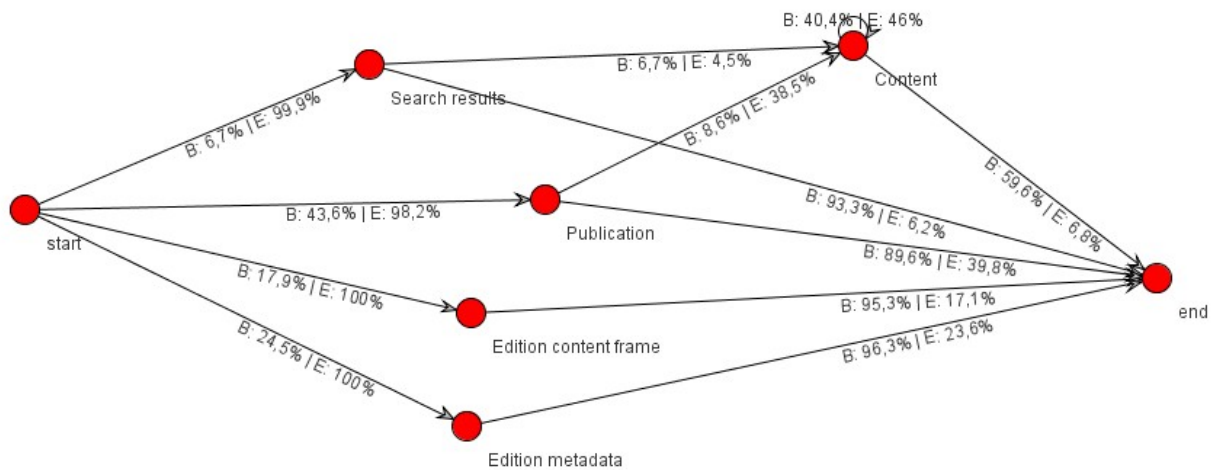 B: 40,4% | E: 46%
B: 6,7% | E: 4,5%
Content
Search results
B: 6,7% | E: 99,9%
B: 8,6% | E: 38,5%
B: 59,6% | E: 6,8%
B: 93,3% | E: 6,2%
B: 43,6% | E: 98,2%
start
Publication
B: 89,6% | E: 39,8%
B: 17,9% | E: 100%
B: 95,3% | E: 17,1%
end
B: 24,5% | E: 100%
Edition content frame
B: 96,3% | E: 23,6%
Edition metadata